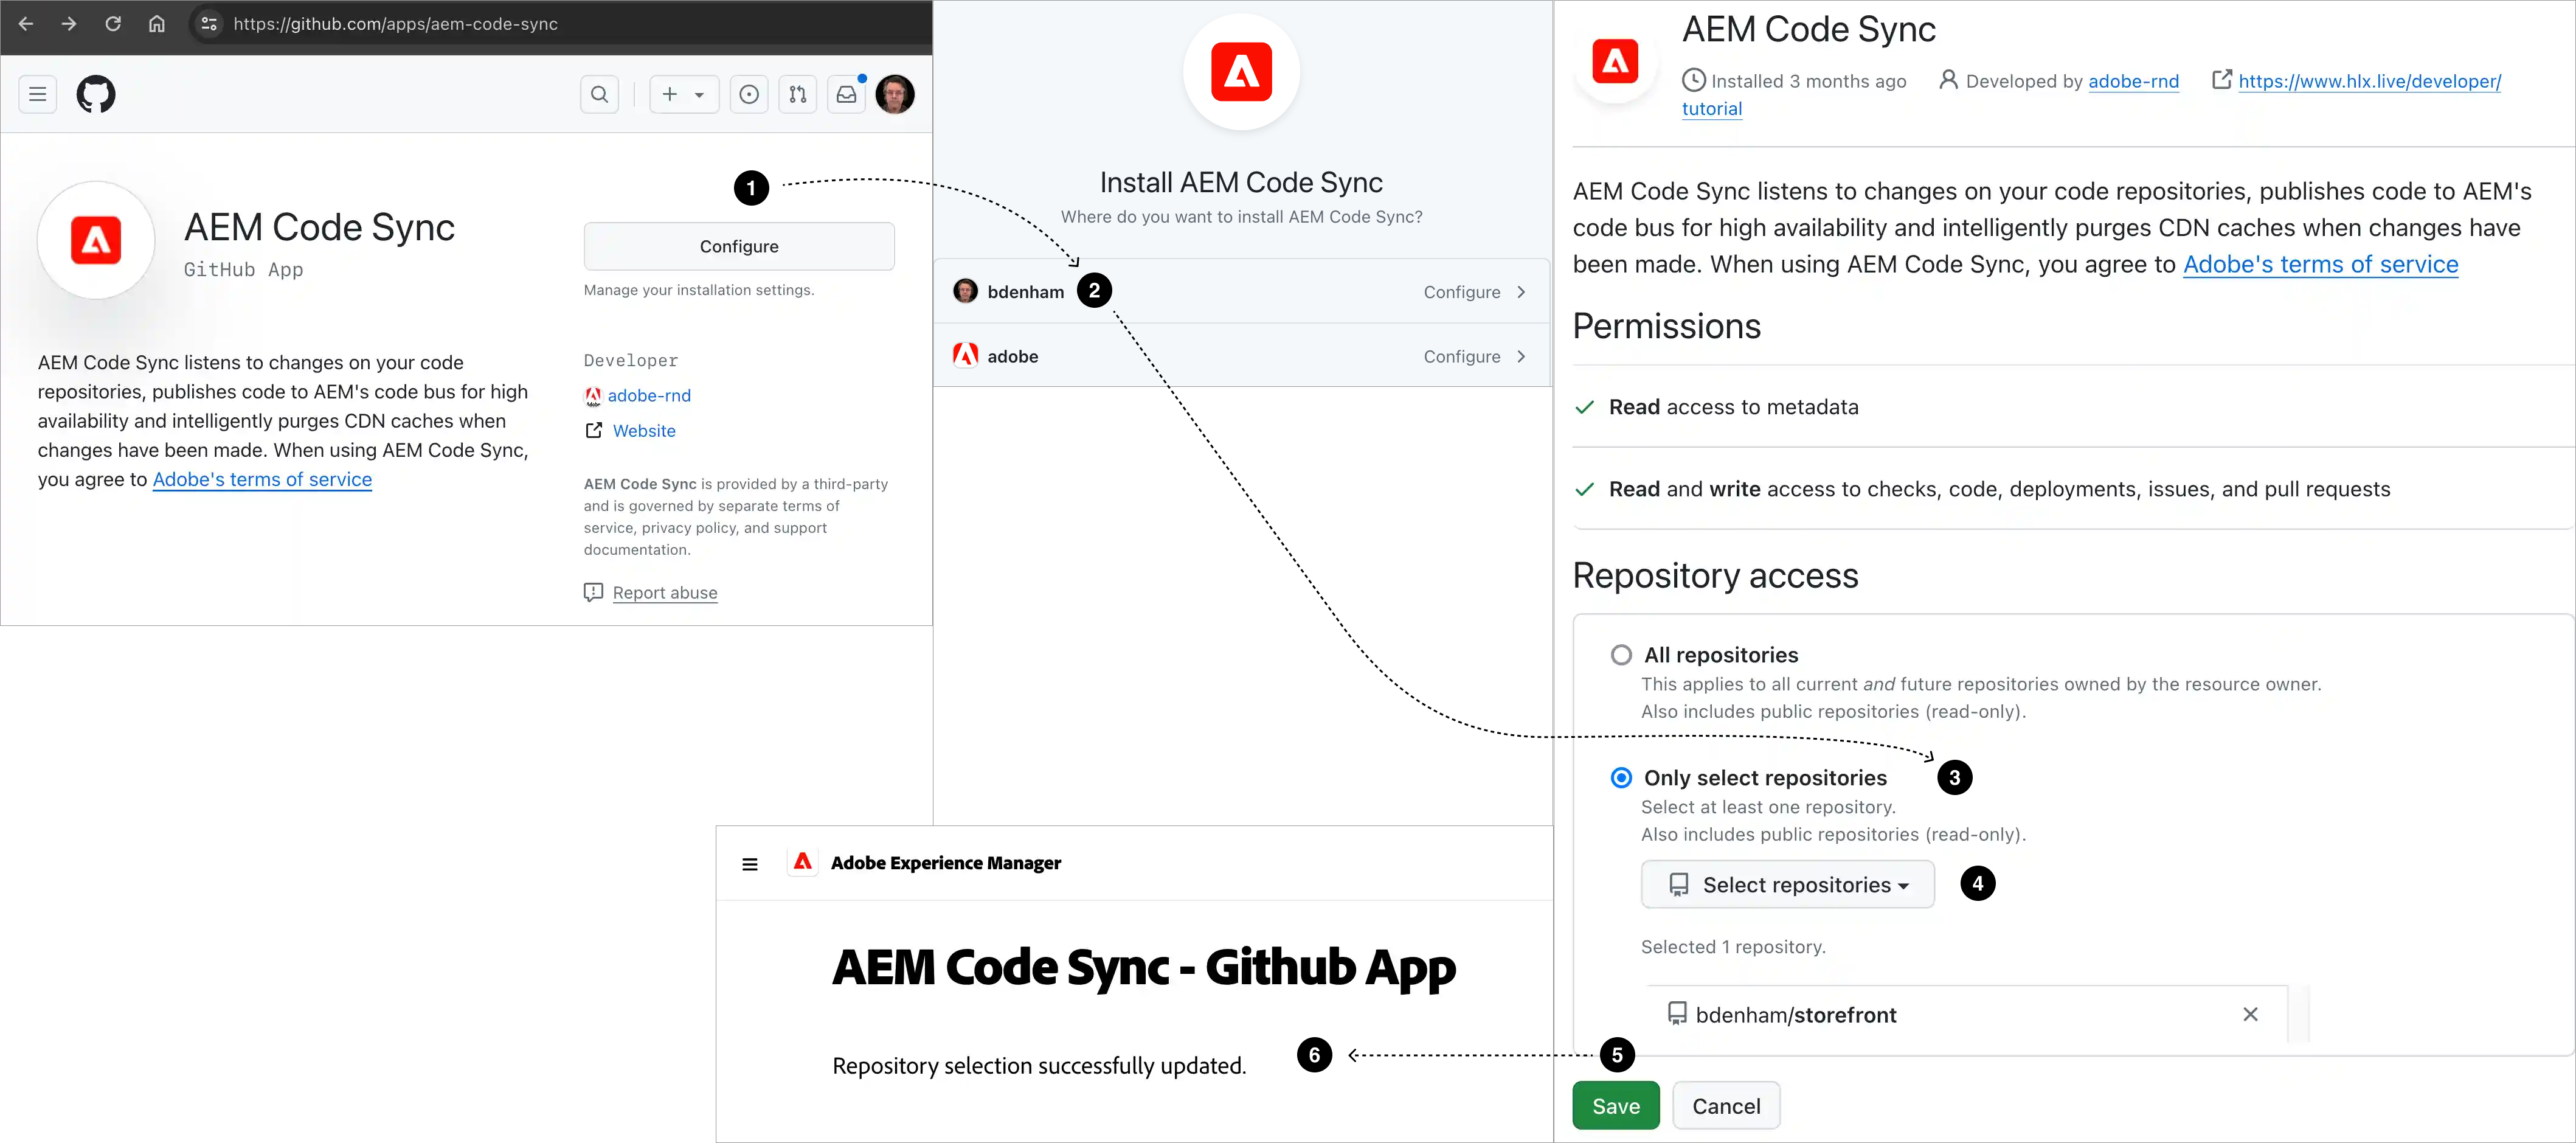 https://github.com/apps/aem-code-sync
AEM Code Sync
GitHub App
1
Configure
Manage your installation settings.
AEM Code Sync listens to changes on your code
repositories, publishes code to AEM's code bus for high
availability and intelligently purges CDN caches when
changes have been made. When using AEM Code Sync,
you agree to Adobe's terms of service
Developer
adobe-rnd
Website
AEM Code Sync is provided by a third-party
and is governed by separate terms of
service, privacy policy, and support
documentation.
Report abuse
Install AEM Code Sync
Where do you want to install AEM Code Sync?
bdenham
2
Configure
adobe
Configure
AEM Code Sync
Installed 3 months ago Developed by adobe-rnd https://www.hlx.live/developer/
tutorial
AEM Code Sync listens to changes on your code repositories, publishes code to AEM's
code bus for high availability and intelligently purges CDN caches when changes have
been made. When using AEM Code Sync, you agree to Adobe's terms of service
Permissions
Read access to metadata
Read and write access to checks, code, deployments, issues, and pull requests
Repository access
All repositories
This applies to all current and future repositories owned by the resource owner.
Also includes public repositories (read-only).
Only select repositories
3
Select at least one repository.
Also includes public repositories (read-only).
Select repositories
4
Selected 1 repository.
bdenham/storefront
5
Save
Cancel
Adobe Experience Manager
AEM Code Sync - Github App
Repository selection successfully updated.
6